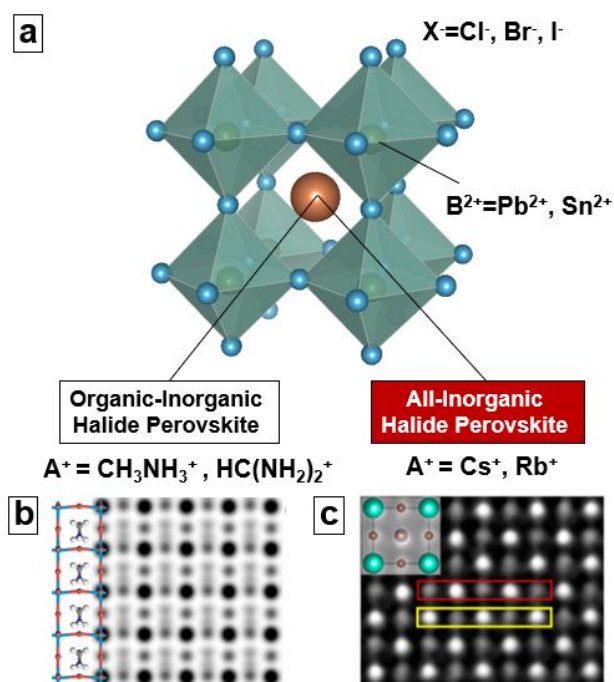 a
X⁻=Cl⁻, Br⁻, I⁻
B²⁺=Pb²⁺, Sn²⁺
Organic-Inorganic
Halide Perovskite
All-Inorganic
Halide Perovskite
A⁺ = CH₃NH₃⁺ , HC(NH₂)₂⁺
A⁺ = Cs⁺, Rb⁺
b
c